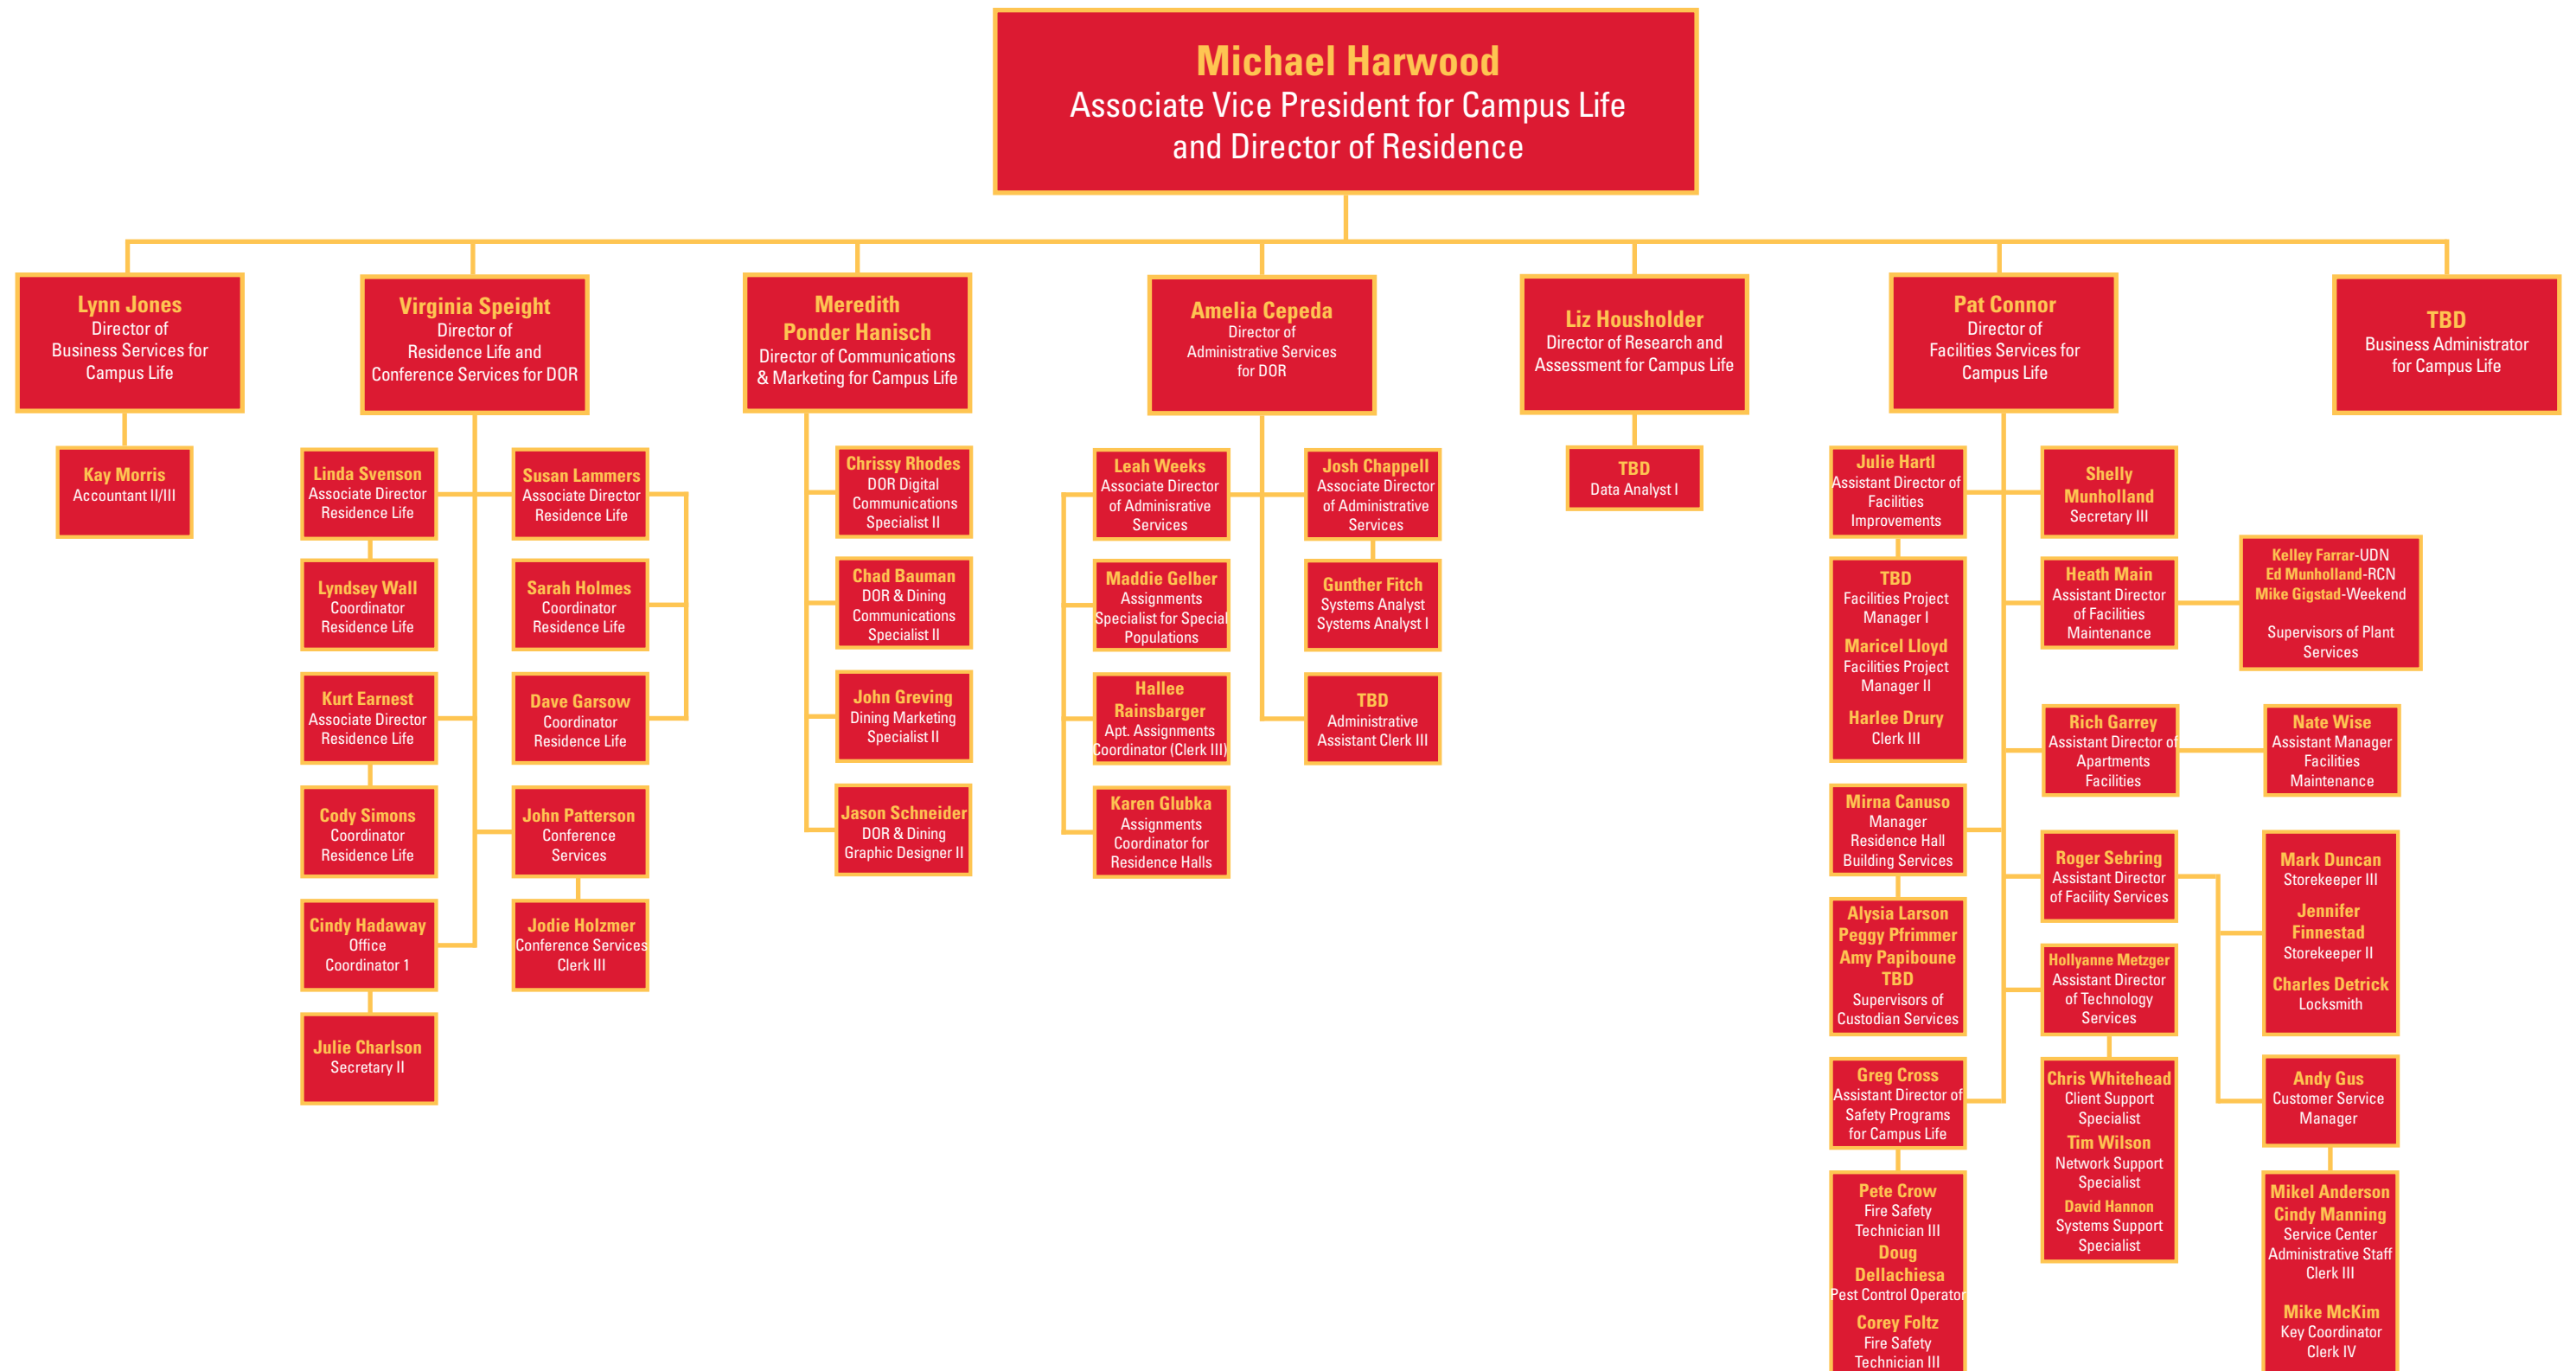 Michael Harwood
Associate Vice President for Campus Life
and Director of Residence
Lynn Jones
Director of
Business Services for
Campus Life
Kay Morris
Accountant II/III
Virginia Speight
Director of
Residence Life and
Conference Services for DOR
Linda Svenson
Associate Director
Residence Life
Lyndsey Wall
Coordinator
Residence Life
Kurt Earnest
Associate Director
Residence Life
Cody Simons
Coordinator
Residence Life
Cindy Hadaway
Office
Coordinator 1
Julie Charlson
Secretary II
Susan Lammers
Associate Director
Residence Life
Sarah Holmes
Coordinator
Residence Life
Dave Garsow
Coordinator
Residence Life
John Patterson
Conference
Services
Jodie Holzmer
Conference Services
Clerk III
Meredith
Ponder Hanisch
Director of Communications
& Marketing for Campus Life
Chrissy Rhodes
DOR Digital
Communications
Specialist II
Chad Bauman
DOR & Dining
Communications
Specialist II
John Greving
Dining Marketing
Specialist II
Jason Schneider
DOR & Dining
Graphic Designer II
Amelia Cepeda
Director of
Administrative Services
for DOR
Leah Weeks
Associate Director
of Adminisrative
Services
Maddie Gelber
Assignments
Specialist for Special
Populations
Hallee
Rainsbarger
Apt. Assignments
Coordinator (Clerk III)
Karen Glubka
Assignments
Coordinator for
Residence Halls
Josh Chappell
Associate Director
of Administrative
Services
Gunther Fitch
Systems Analyst
Systems Analyst I
TBD
Administrative
Assistant Clerk III
Liz Housholder
Director of Research and
Assessment for Campus Life
TBD
Data Analyst I
Pat Connor
Director of
Facilities Services for
Campus Life
Julie Hartl
Assistant Director of
Facilities
Improvements
TBD
Facilities Project
Manager I
Maricel Lloyd
Facilities Project
Manager II
Harlee Drury
Clerk III
Mirna Canuso
Manager
Residence Hall
Building Services
Alysia Larson
Peggy Pfrimmer
Amy Papiboune
TBD
Supervisors of
Custodian Services
Greg Cross
Assistant Director of
Safety Programs
for Campus Life
Pete Crow
Fire Safety
Technician III
Doug
Dellachiesa
Pest Control Operator
Corey Foltz
Fire Safety
Technician III
Shelly
Munholland
Secretary III
Heath Main
Assistant Director
of Facilities
Maintenance
Kelley Farrar-UDN
Ed Munholland-RCN
Mike Gigstad-Weekend
Supervisors of Plant
Services
Rich Garrey
Assistant Director of
Apartments
Facilities
Nate Wise
Assistant Manager
Facilities
Maintenance
Roger Sebring
Assistant Director
of Facility Services
Mark Duncan
Storekeeper III
Jennifer
Finnestad
Storekeeper II
Charles Detrick
Locksmith
Hollyanne Metzger
Assistant Director
of Technology
Services
Chris Whitehead
Client Support
Specialist
Tim Wilson
Network Support
Specialist
David Hannon
Systems Support
Specialist
Andy Gus
Customer Service
Manager
Mikel Anderson
Cindy Manning
Service Center
Administrative Staff
Clerk III
Mike McKim
Key Coordinator
Clerk IV
TBD
Business Administrator
for Campus Life